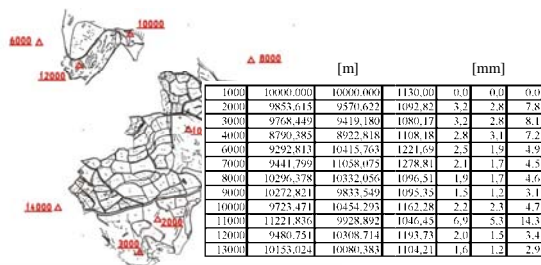 10000
6000
8000
12000
10
14000
2000
3000
[m] [mm]
1000 10000,000 10000,000 1130,00 0,0 0,0 0,0
2000 9853,615 9570,622 1092,82 3,2 2,8 7,8
3000 9768,449 9419,180 1080,17 3,2 2,8 8,1
4000 8790,385 8922,818 1108,18 2,8 3,1 7,2
6000 9292,813 10415,763 1221,69 2,5 1,9 4,9
7000 9441,799 11058,075 1278,81 2,1 1,7 4,5
8000 10296,378 10332,056 1096,51 1,9 1,7 4,6
9000 10272,821 9833,549 1095,35 1,5 1,2 3,1
10000 9723,471 10454,293 1162,28 2,2 2,3 4,7
11000 11221,836 9928,892 1046,45 6,9 5,3 14,3
12000 9480,751 10308,714 1193,73 2,0 1,5 3,4
13000 10153,024 10080,383 1104,21 1,6 1,2 2,9